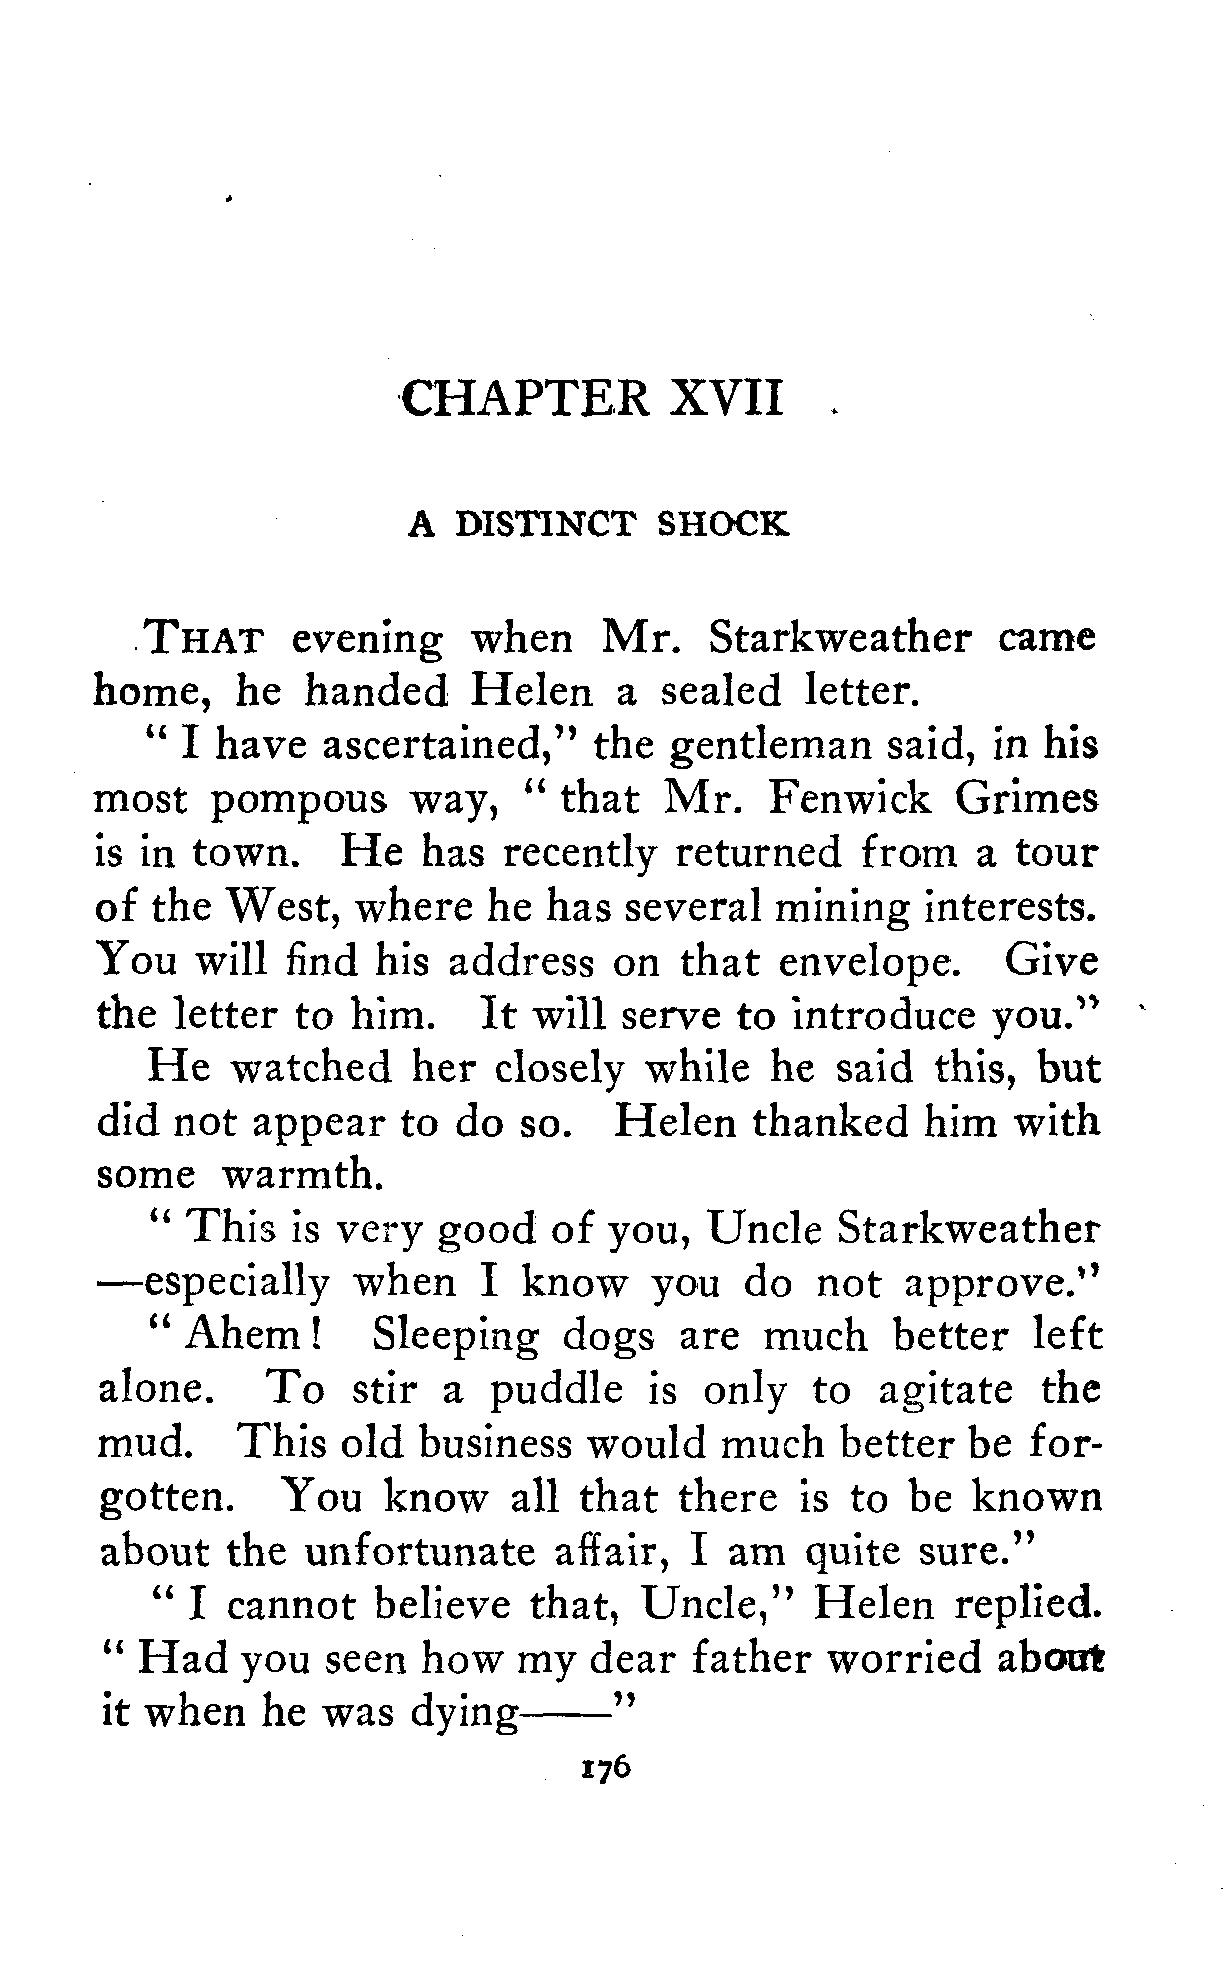 CHAPTER XVII
A DISTINCT SHOCK
THAT evening when Mr. Starkweather came
home, he handed Helen a sealed letter.
" I have ascertained," the gentleman said, in his
most pompous way, " that Mr. Fenwick Grimes
is in town. He has recently returned from a tour
of the West, where he has several mining interests.
You will find his address on that envelope. Give
the letter to him. It will serve to introduce you."
He watched her closely while he said this, but
did not appear to do so. Helen thanked him with
some warmth.
" This is very good of you, Uncle Starkweather
—especially when I know you do not approve."
" Ahem! Sleeping dogs are much better left
alone. To stir a puddle is only to agitate the
mud. This old business would much better be for-
gotten. You know all that there is to be known
about the unfortunate affair, I am quite sure."
" I cannot believe that, Uncle," Helen replied.
" Had you seen how my dear father worried about
it when he was dying——"
176